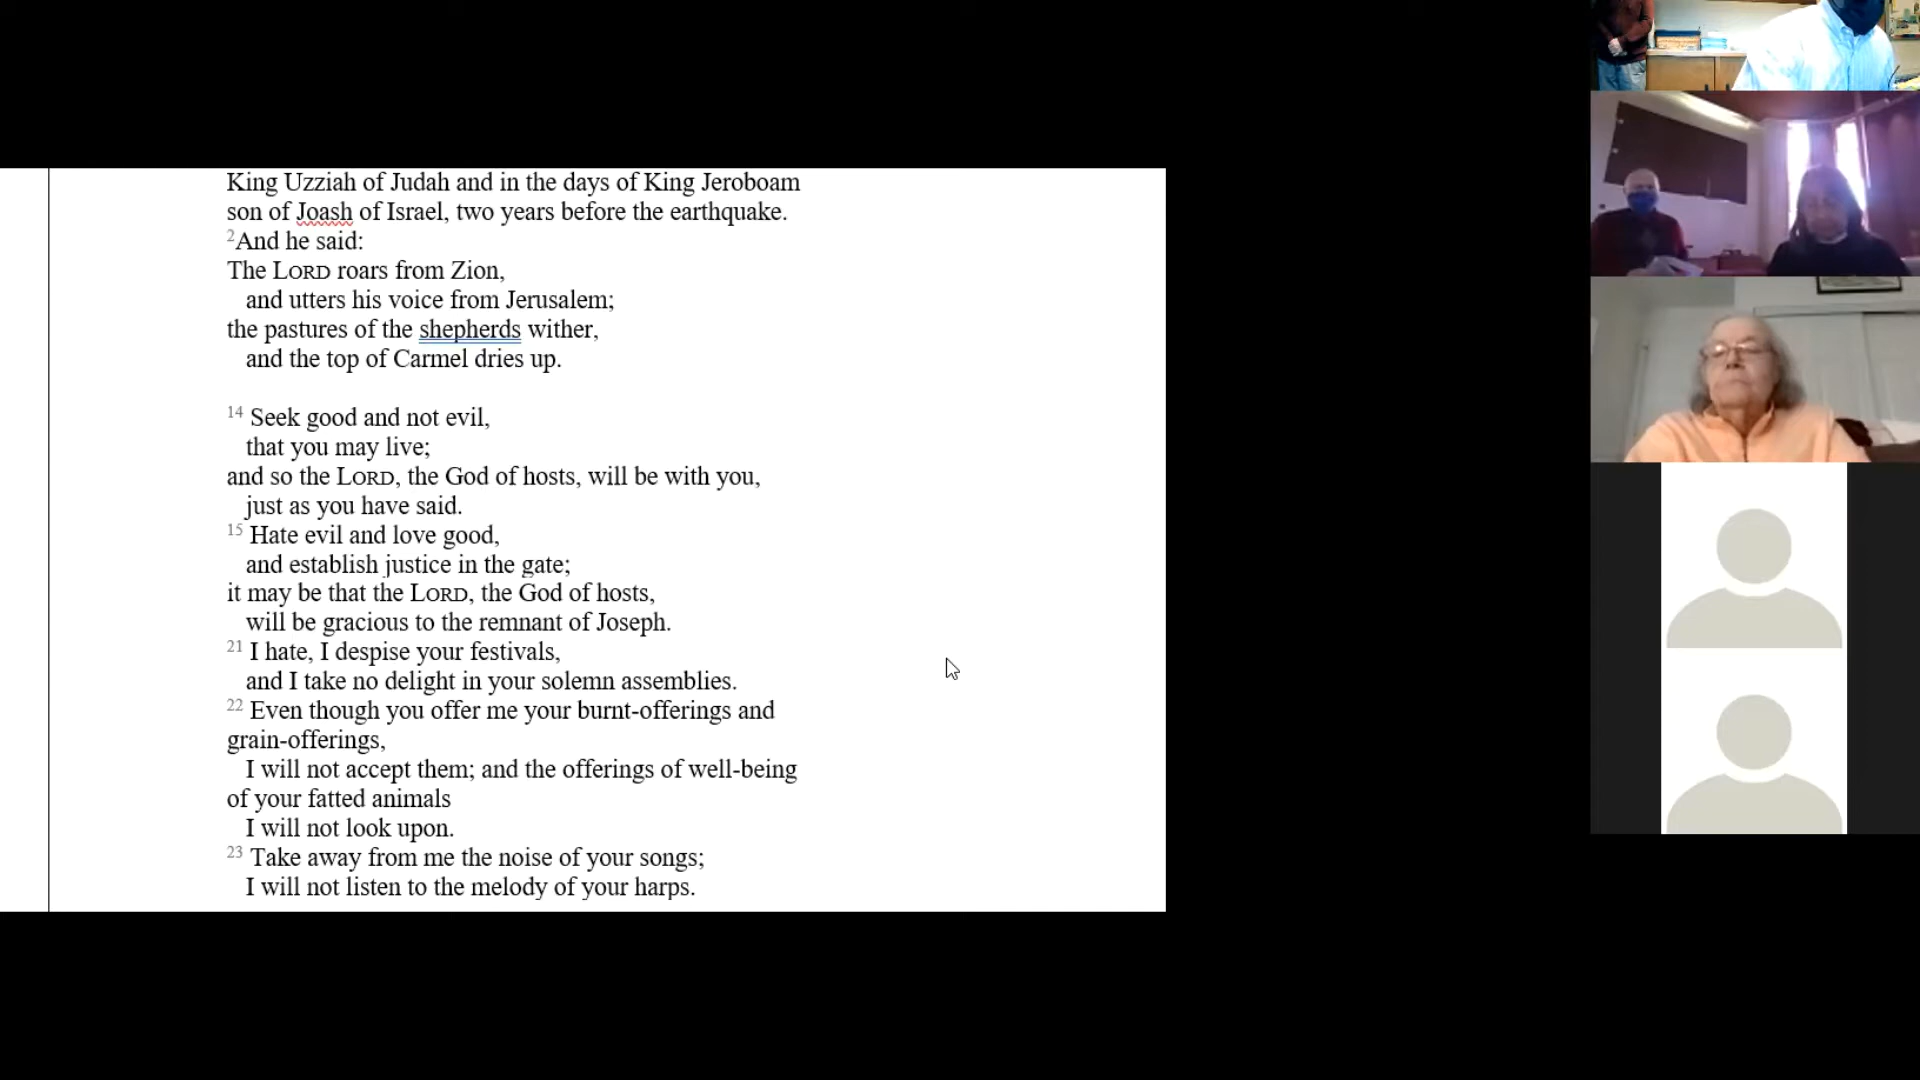 King Uzziah of Judah and in the days of King Jeroboam
son of Joash of Israel, two years before the earthquake.
2And he said:
The LORD roars from Zion,
and utters his voice from Jerusalem;
the pastures of the shepherds wither,
and the top of Carmel dries up.
14 Seek good and not evil,
that you may live;
and so the LORD, the God of hosts, will be with you,
just as you have said.
15 Hate evil and love good,
and establish justice in the gate;
it may be that the LORD, the God of hosts,
will be gracious to the remnant of Joseph.
21 I hate, I despise your festivals,
and I take no delight in your solemn assemblies.
22 Even though you offer me your burnt-offerings and
grain-offerings,
I will not accept them; and the offerings of well-being
of your fatted animals
I will not look upon.
23 Take away from me the noise of your songs;
I will not listen to the melody of your harps.